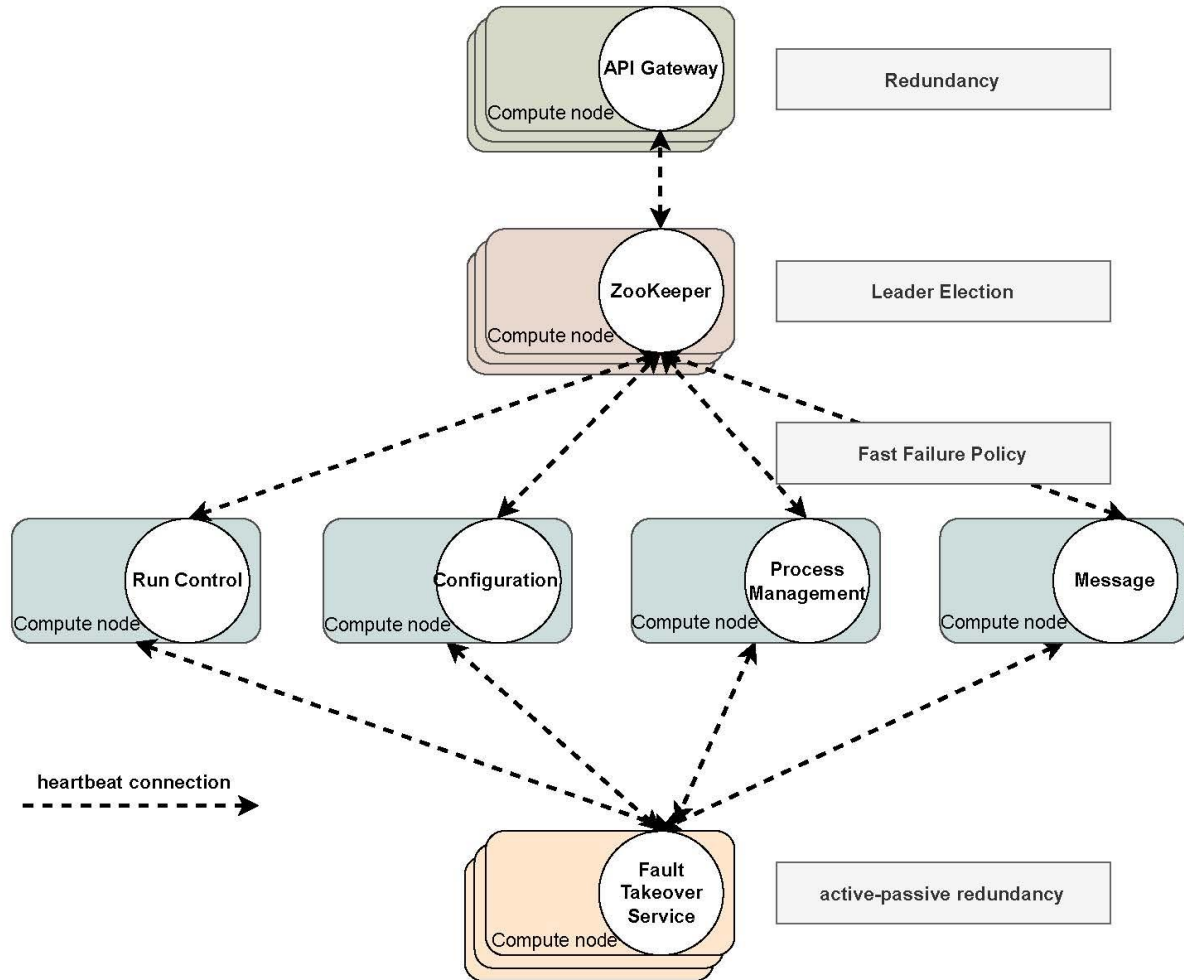 API Gateway
Compute node
Redundancy
ZooKeeper
Compute node
Leader Election
Fast Failure Policy
Run Control
Compute node
Configuration
Compute node
Process
Management
Compute node
Message
Compute node
heartbeat connection
Fault
Takeover
Service
Compute node
active-passive redundancy